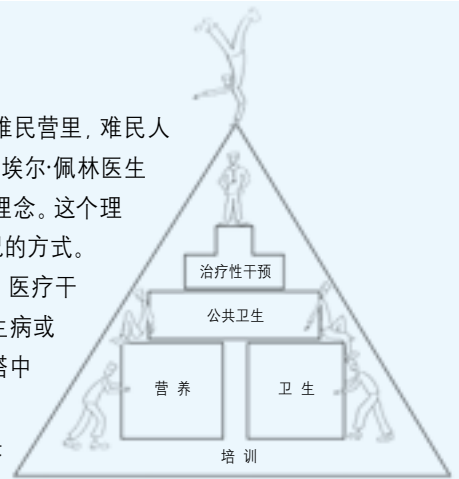 难民营里, 难民人
埃尔·佩林医生
理念。这个理
的方式。
医疗干
病或
塔中
治疗性干预
公共卫生
营养 卫生
培训